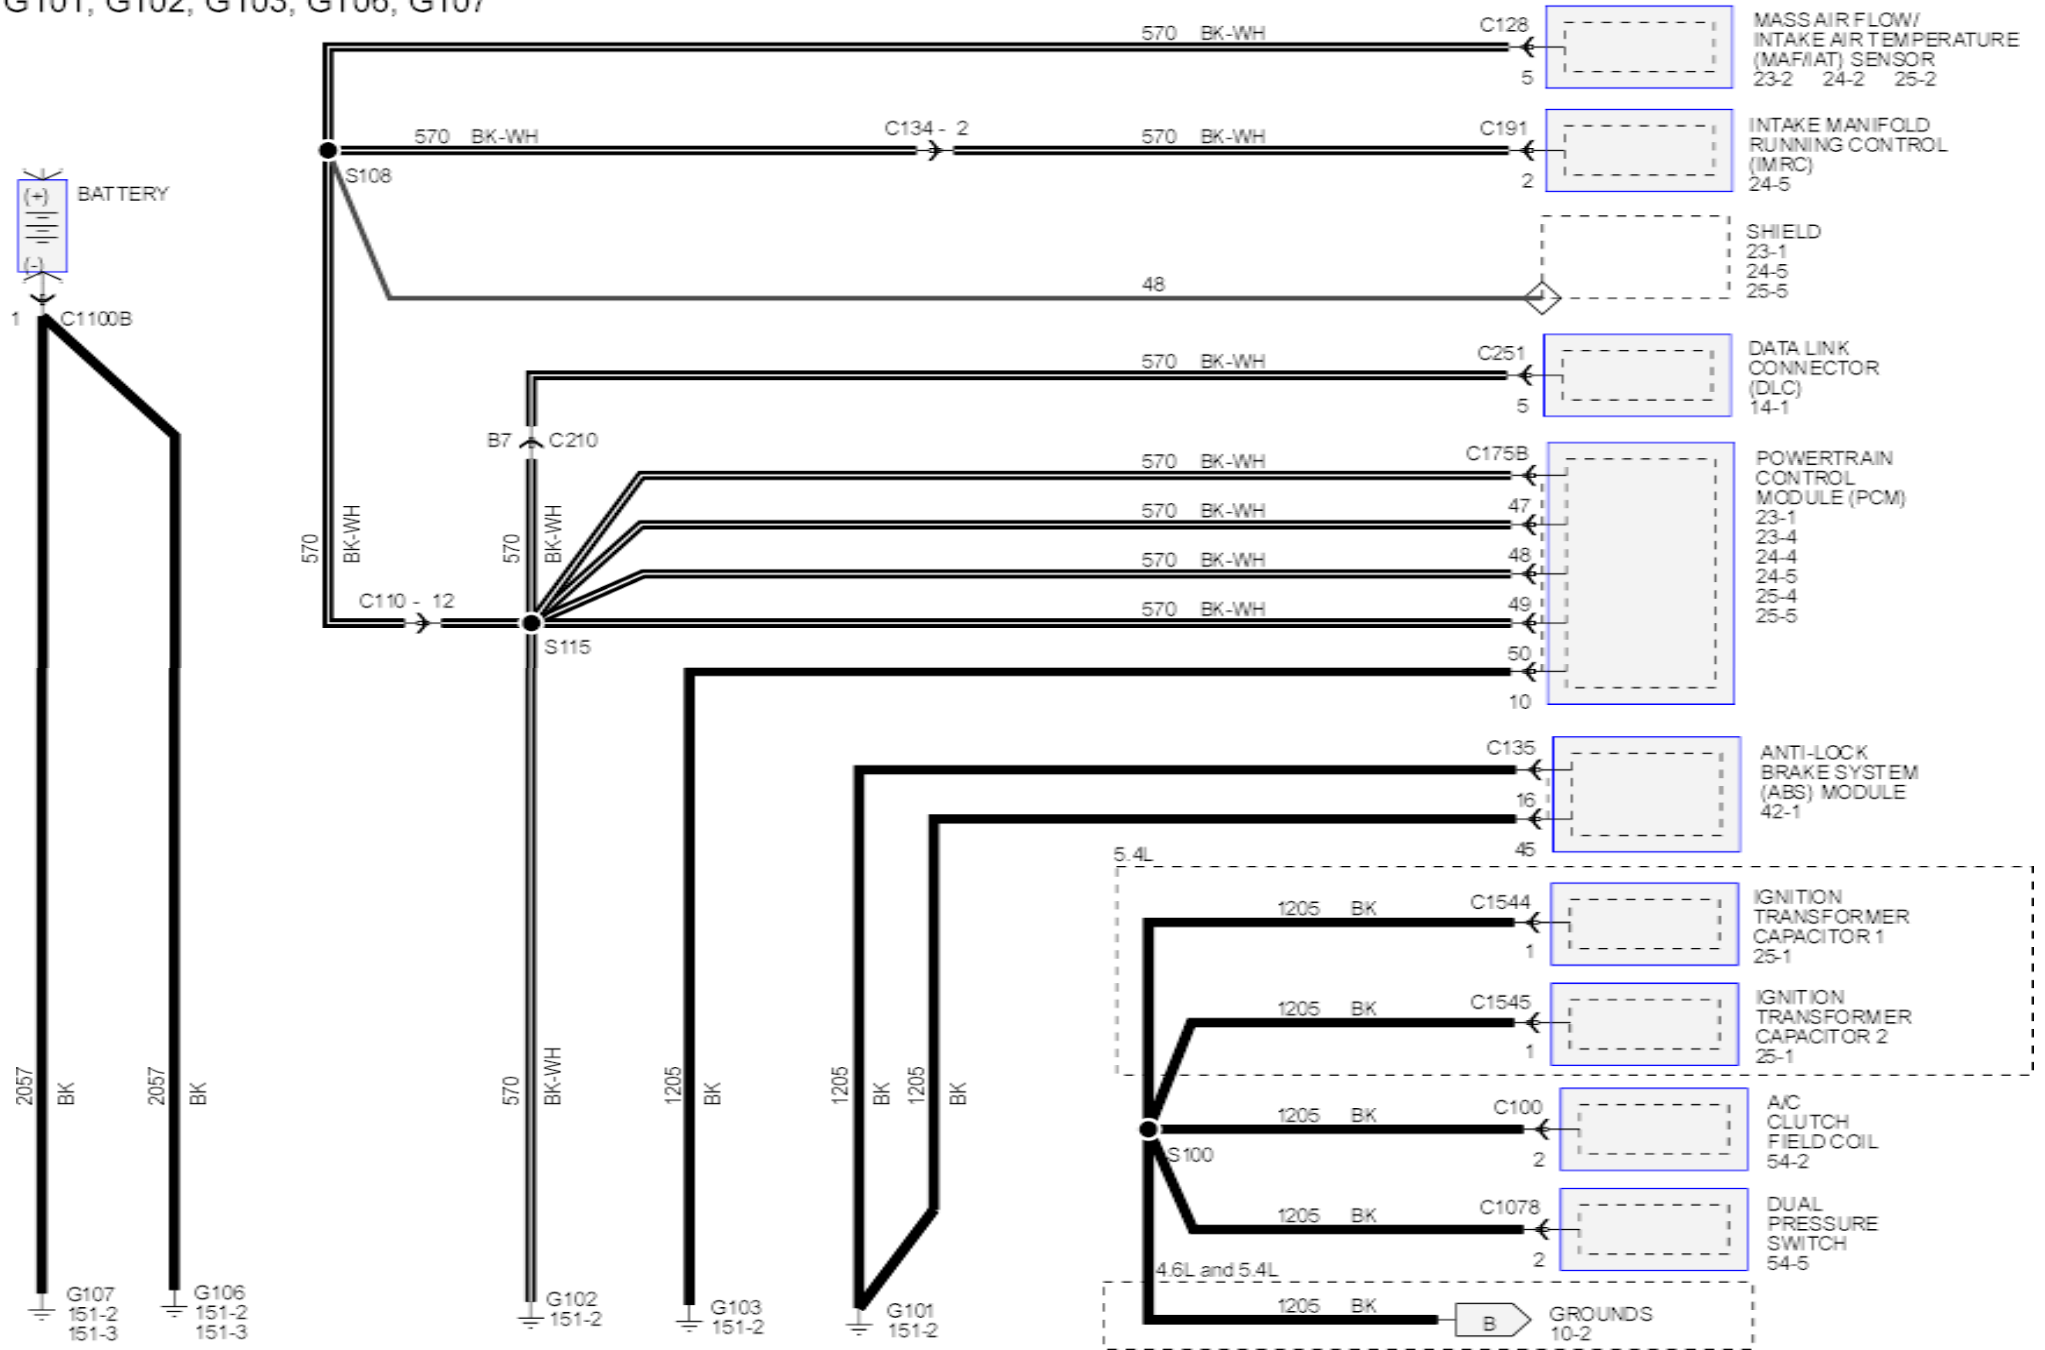 G101, G102, G103, G106, G107
570 BK-WH
C128
5
MASS AIR FLOW/
INTAKE AIR TEMPERATURE
(MAF/IAT) SENSOR
23-2 24-2 25-2
570 BK-WH
C134 - 2
570 BK-WH
C191
2
INTAKE MANIFOLD
RUNNING CONTROL
(IMRC)
24-5
S108
(+)
(-)
BATTERY
1
C1100B
48
SHIELD
23-1
24-5
25-5
570 BK-WH
C251
5
DATA LINK
CONNECTOR
(DLC)
14-1
B7 C210
570 BK-WH
C175B
47
570 BK-WH
48
570 BK-WH
49
570 BK-WH
50
10
POWERTRAIN
CONTROL
MODULE (PCM)
23-1
23-4
24-4
24-5
25-4
25-5
570
BK-WH
570
BK-WH
C110 - 12
S115
C135
16
45
ANTI-LOCK
BRAKE SYSTEM
(ABS) MODULE
42-1
5.4L
1205 BK
C1544
1
IGNITION
TRANSFORMER
CAPACITOR 1
25-1
1205 BK
C1545
1
IGNITION
TRANSFORMER
CAPACITOR 2
25-1
2057
BK
2057
BK
570
BK-WH
1205
BK
1205
BK
1205
BK
1205 BK
C100
2
A/C
CLUTCH
FIELD COIL
54-2
S100
1205 BK
C1078
2
DUAL
PRESSURE
SWITCH
54-5
4.6L and 5.4L
1205 BK
B
GROUNDS
10-2
G107
151-2
151-3
G106
151-2
151-3
G102
151-2
G103
151-2
G101
151-2